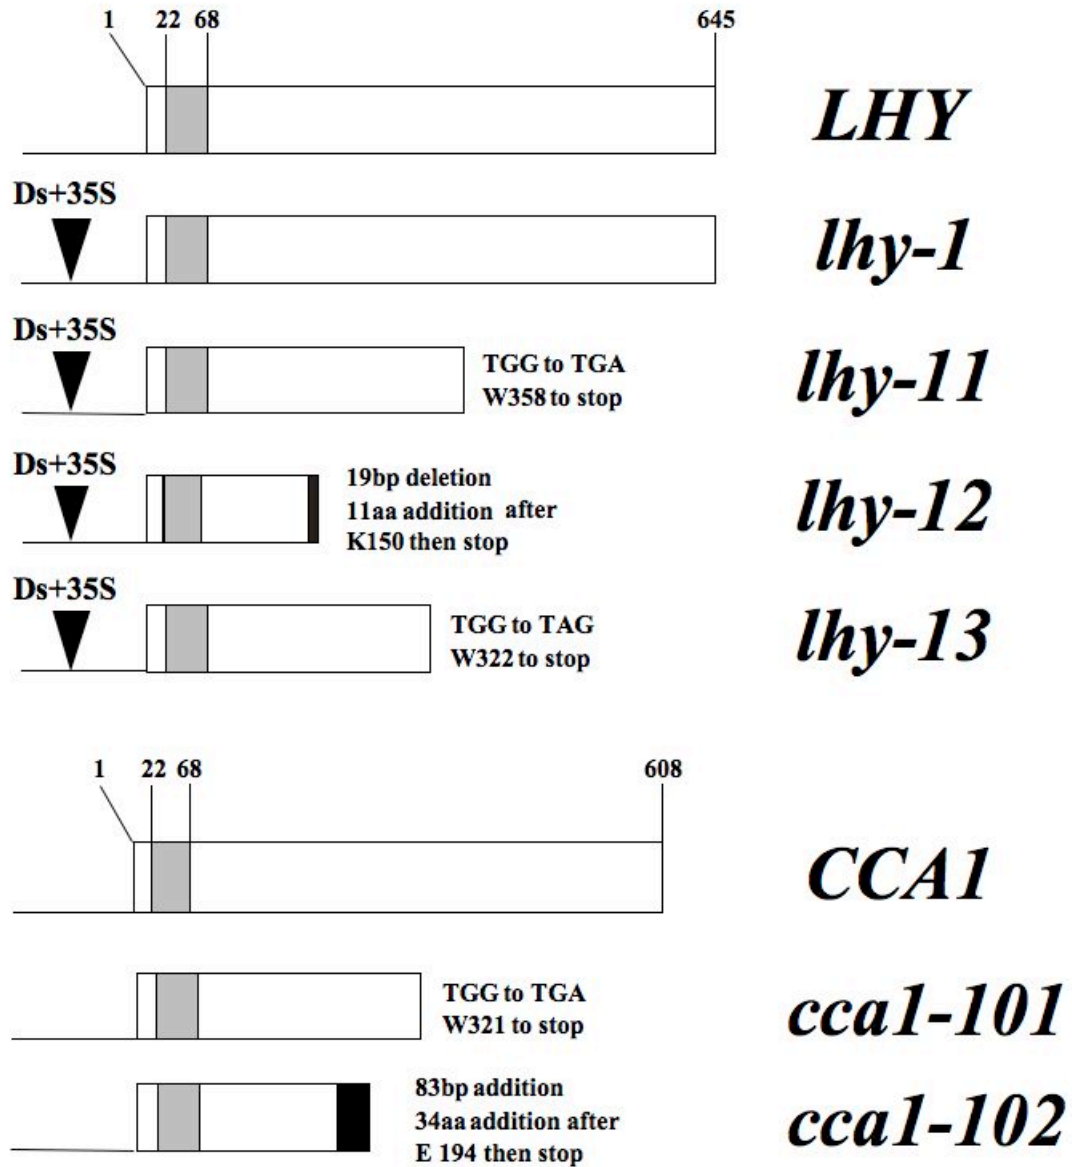 1 22 68 645
LHY
Ds+35S
lhy-1
Ds+35S
TGG to TGA
W358 to stop
lhy-11
Ds+35S
19bp deletion
11aa addition after
K150 then stop
lhy-12
Ds+35S
TGG to TAG
W322 to stop
lhy-13
1 22 68 608
CCA1
TGG to TGA
W321 to stop
cca1-101
83bp addition
34aa addition after
E 194 then stop
cca1-102